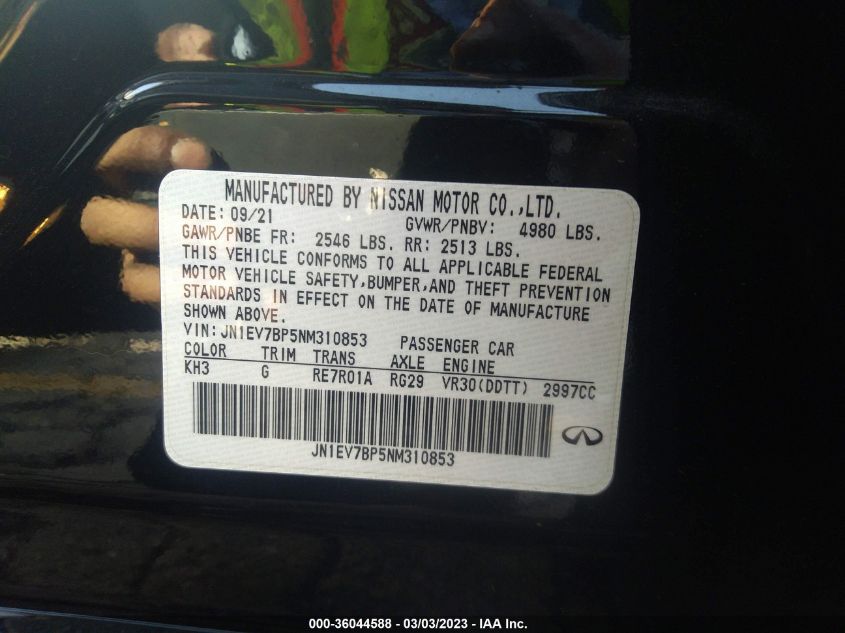 MANUFACTURED BY NISSAN MOTOR CO.,LTD.
DATE: 09/21 GVWR/PNBV: 4980 LBS.
GAWR/PNBE FR: 2546 LBS. RR: 2513 LBS.
THIS VEHICLE CONFORMS TO ALL APPLICABLE FEDERAL
MOTOR VEHICLE SAFETY,BUMPER,AND THEFT PREVENTION
STANDARDS IN EFFECT ON THE DATE OF MANUFACTURE
SHOWN ABOVE.
VIN:JN1EV7BP5NM310853 PASSENGER CAR
COLOR TRIM TRANS AXLE ENGINE
KH3 G RE7R01A RG29 VR30(DDTT) 2997CC
JN1EV7BP5NM310853
000-36044588 - 03/03/2023 - IAA Inc.